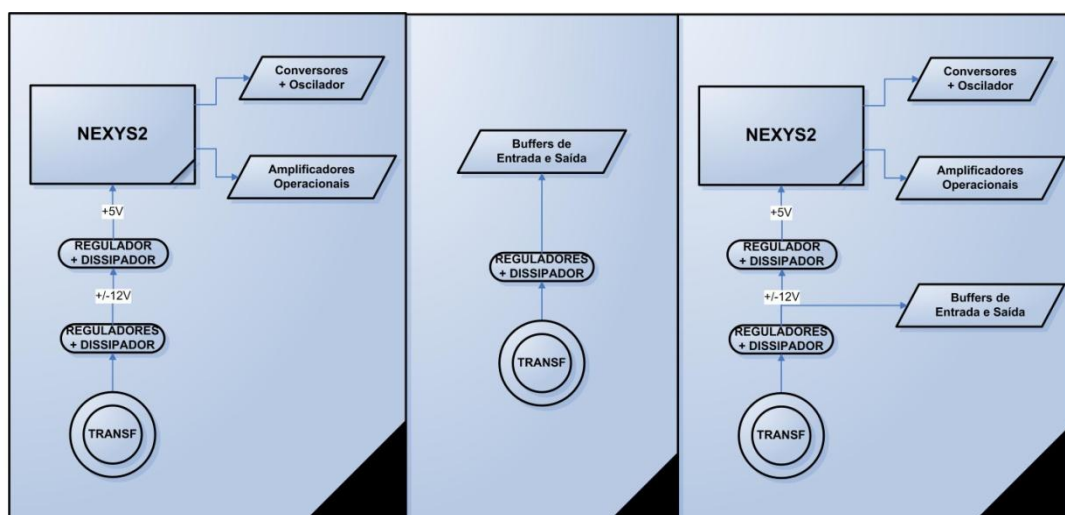 Conversores
+ Oscilador
NEXYS2
Amplificadores
Operacionais
+5V
REGULADOR
+ DISSIPADOR
+/-12V
REGULADORES
+ DISSIPADOR
TRANSF
Buffers de
Entrada e Saída
REGULADORES
+ DISSIPADOR
TRANSF
Conversores
+ Oscilador
NEXYS2
Amplificadores
Operacionais
+5V
REGULADOR
+ DISSIPADOR
+/-12V
Buffers de
Entrada e Saída
REGULADORES
+ DISSIPADOR
TRANSF